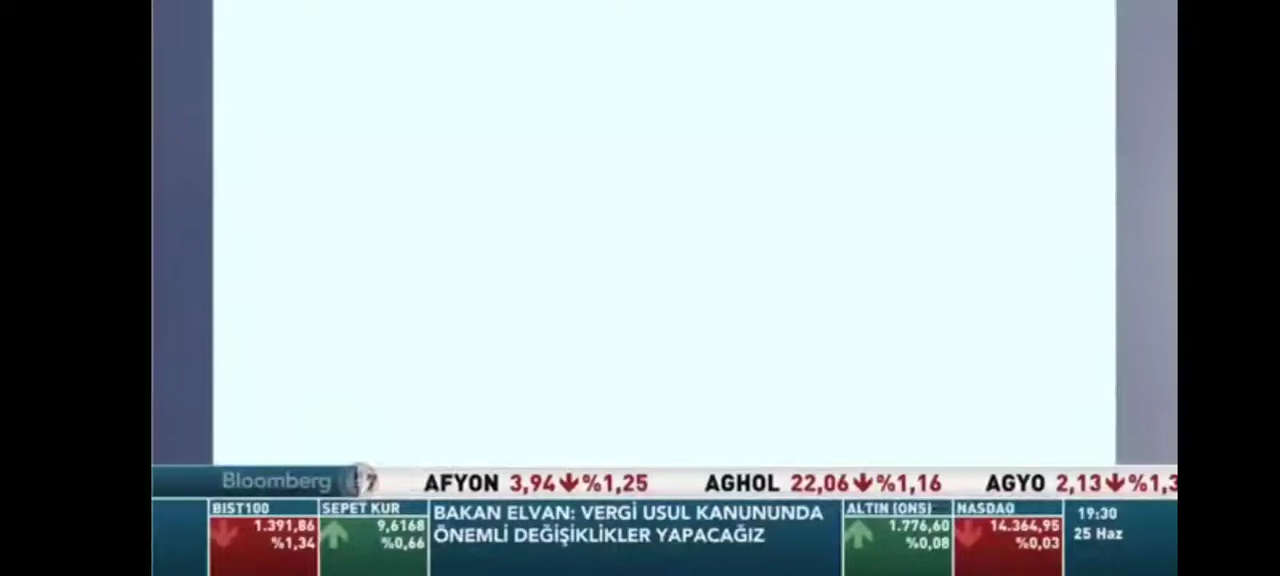 Bloomberg
AFYON 3,94 %1,25 AGHOL 22,06 %1,16 AGYO 2,13
BIST100
1.391,86
%1,34
SEPET KUR
9,6168
%0,66
BAKAN ELVAN: VERGİ USUL KANUNUNDA
ÖNEMLİ DEĞİŞİKLİKLER YAPACAĞIZ
ALTIN (ONS)
1.776,60
%0,08
NASDAQ
14.364,95
%0,03
19:30
25 Haz